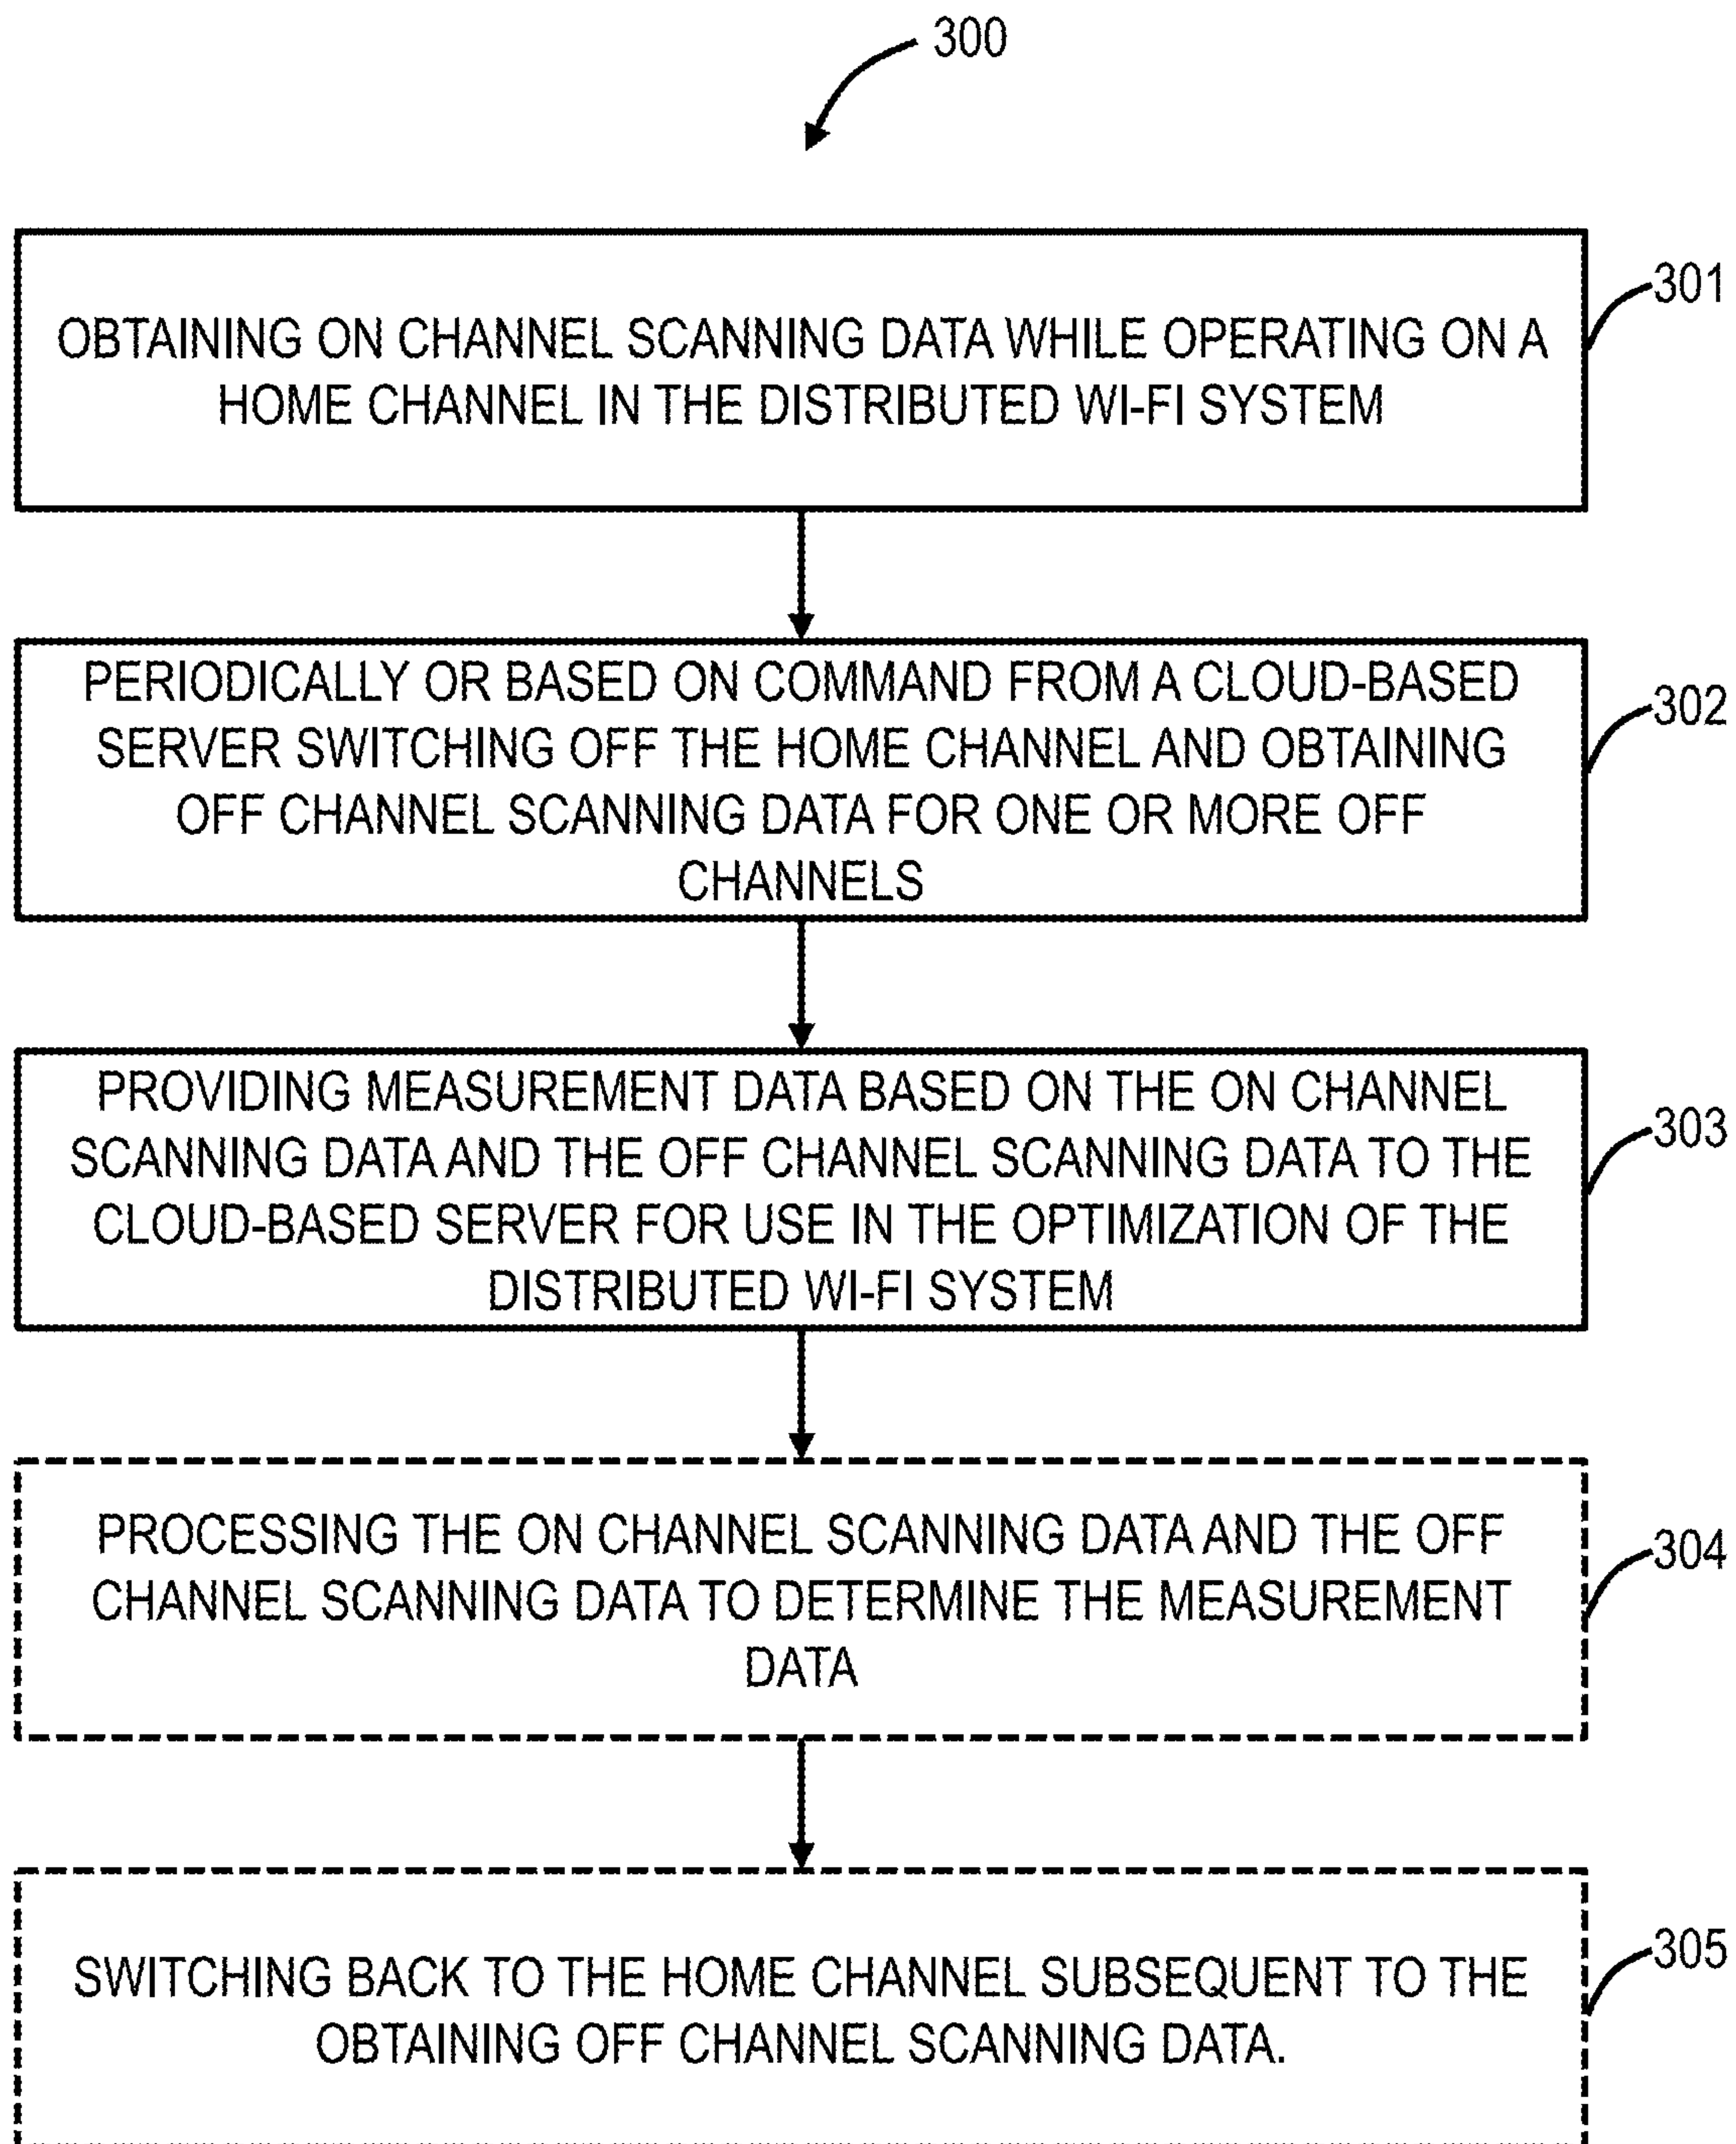 300
OBTAINING ON CHANNEL SCANNING DATA WHILE OPERATING ON A
HOME CHANNEL IN THE DISTRIBUTED WI-FI SYSTEM
301
PERIODICALLY OR BASED ON COMMAND FROM A CLOUD-BASED
SERVER SWITCHING OFF THE HOME CHANNEL AND OBTAINING
OFF CHANNEL SCANNING DATA FOR ONE OR MORE OFF
CHANNELS
302
PROVIDING MEASUREMENT DATA BASED ON THE ON CHANNEL
SCANNING DATA AND THE OFF CHANNEL SCANNING DATA TO THE
CLOUD-BASED SERVER FOR USE IN THE OPTIMIZATION OF THE
DISTRIBUTED WI-FI SYSTEM
303
PROCESSING THE ON CHANNEL SCANNING DATA AND THE OFF
CHANNEL SCANNING DATA TO DETERMINE THE MEASUREMENT
DATA
304
SWITCHING BACK TO THE HOME CHANNEL SUBSEQUENT TO THE
OBTAINING OFF CHANNEL SCANNING DATA.
305